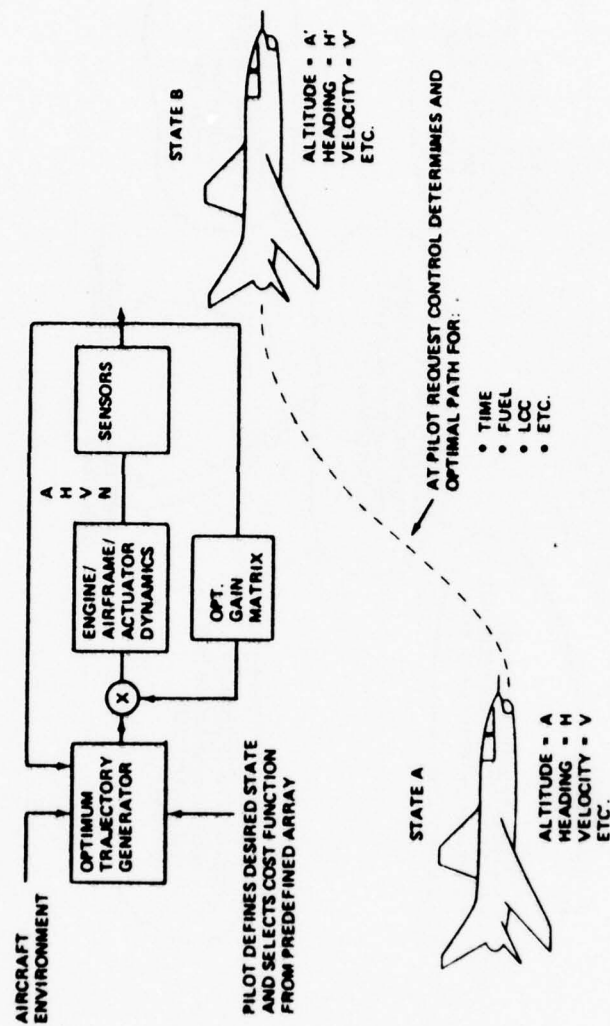 AIRCRAFT
ENVIRONMENT
OPTIMUM
TRAJECTORY
GENERATOR
X
ENGINE/
AIRFRAME/
ACTUATOR
DYNAMICS
A
H
V
N
SENSORS
OPT.
GAIN
MATRIX
PILOT DEFINES DESIRED STATE
AND SELECTS COST FUNCTION
FROM PREDEFINED ARRAY
STATE B
ALTITUDE = A'
HEADING = H'
VELOCITY = V'
ETC.
AT PILOT REQUEST CONTROL DETERMINES AND
OPTIMAL PATH FOR:
• TIME
• FUEL
• LCC
• ETC.
STATE A
ALTITUDE = A
HEADING = H
VELOCITY = V
ETC.